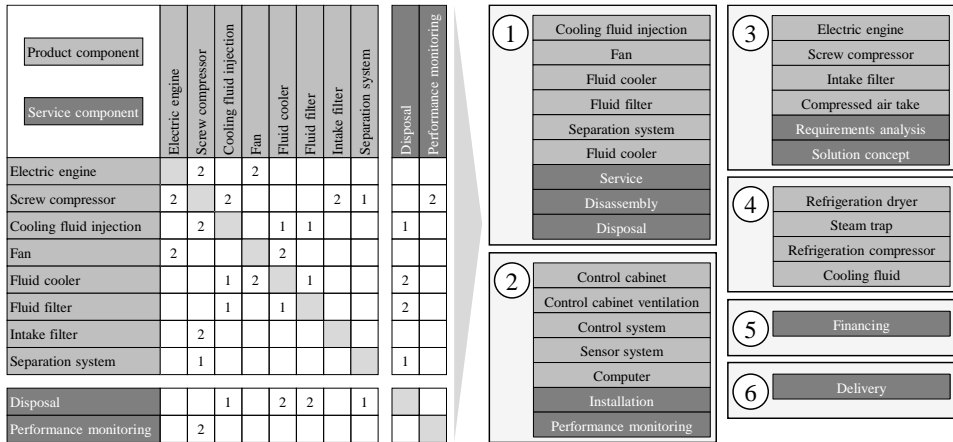 Product component
Service component
Electric engine
Screw compressor
Cooling fluid injection
Fan
Fluid cooler
Fluid filter
Intake filter
Separation system
Disposal
Performance monitoring
Electric engine 2 2
Screw compressor 2 2 2 1 2
Cooling fluid injection 2 1 1 1
Fan 2 2
Fluid cooler 1 2 1 2
Fluid filter 1 1 2
Intake filter 2
Separation system 1 1
Disposal 1 2 2 1
Performance monitoring 2
1
Cooling fluid injection
Fan
Fluid cooler
Fluid filter
Separation system
Fluid cooler
Service
Disassembly
Disposal
2
Control cabinet
Control cabinet ventilation
Control system
Sensor system
Computer
Installation
Performance monitoring
3
Electric engine
Screw compressor
Intake filter
Compressed air take
Requirements analysis
Solution concept
4
Refrigeration dryer
Steam trap
Refrigeration compressor
Cooling fluid
5
Financing
6
Delivery